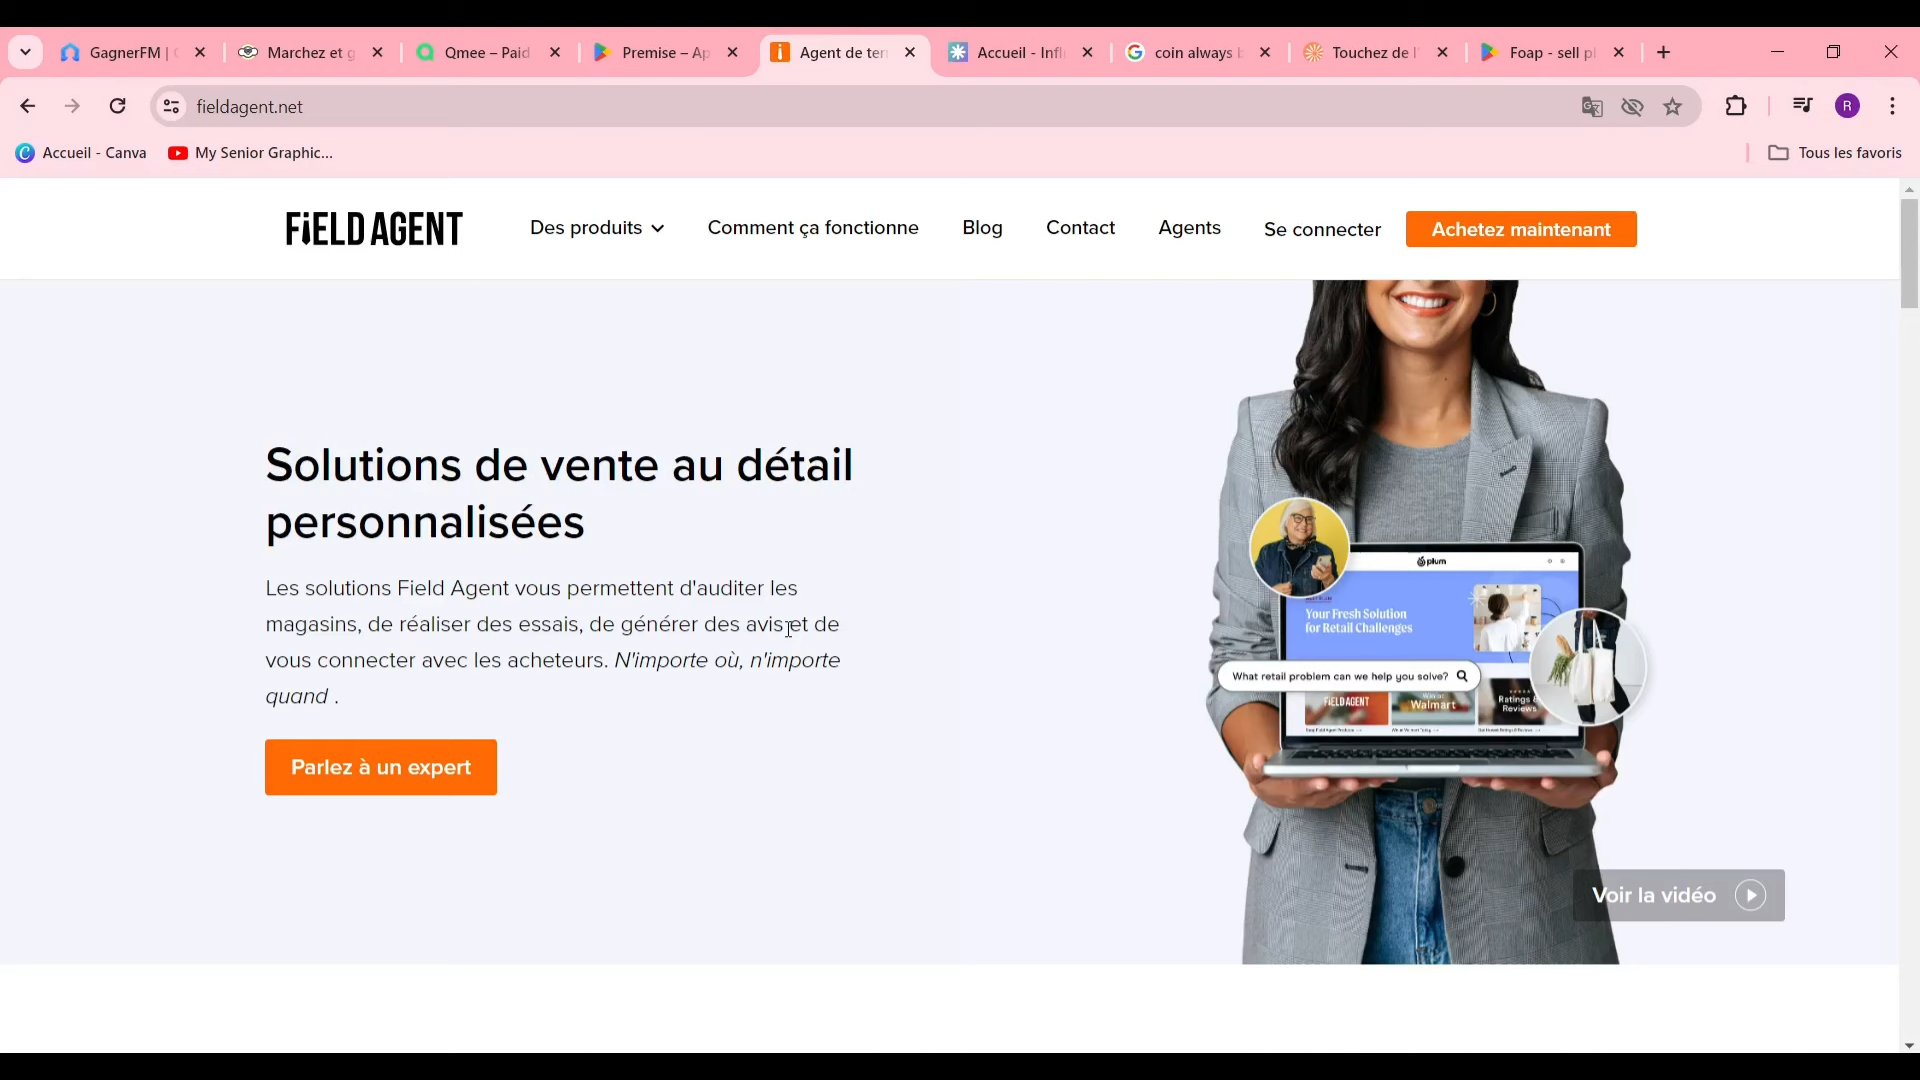 GagnerFM |
Marchez et g
Qmee – Paid
Premise – Ap
Agent de ter
Accueil - Infl
coin always b
Touchez de l'
Foap - sell pl
fieldagent.net
R
Accueil - Canva
My Senior Graphic...
Tous les favoris
FiELD AGENT
Des produits
Comment ça fonctionne
Blog
Contact
Agents
Se connecter
Achetez maintenant
Solutions de vente au détail
personnalisées
Les solutions Field Agent vous permettent d'auditer les
magasins, de réaliser des essais, de générer des avis et de
vous connecter avec les acheteurs. N'importe où, n'importe
quand .
Parlez à un expert
plum
Your Fresh Solution
for Retail Challenges
What retail problem can we help you solve?
FiELD AGENT
Walmart
Ratings &
Reviews
Voir la vidéo